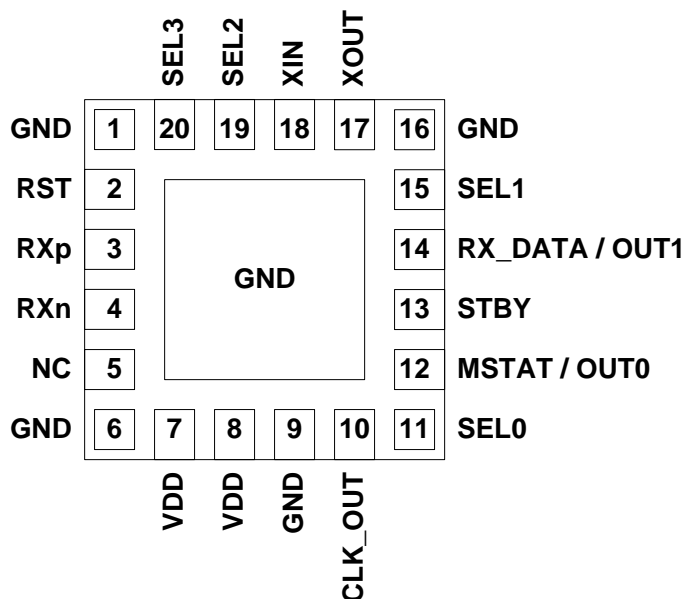 SEL3
SEL2
XIN
XOUT
GND 1 20 19 18 17 16 GND
RST 2 15 SEL1
RXp 3 14 RX_DATA / OUT1
GND
RXn 4 13 STBY
NC 5 12 MSTAT / OUT0
GND 6 7 8 9 10 11 SEL0
VDD
VDD
GND
CLK_OUT